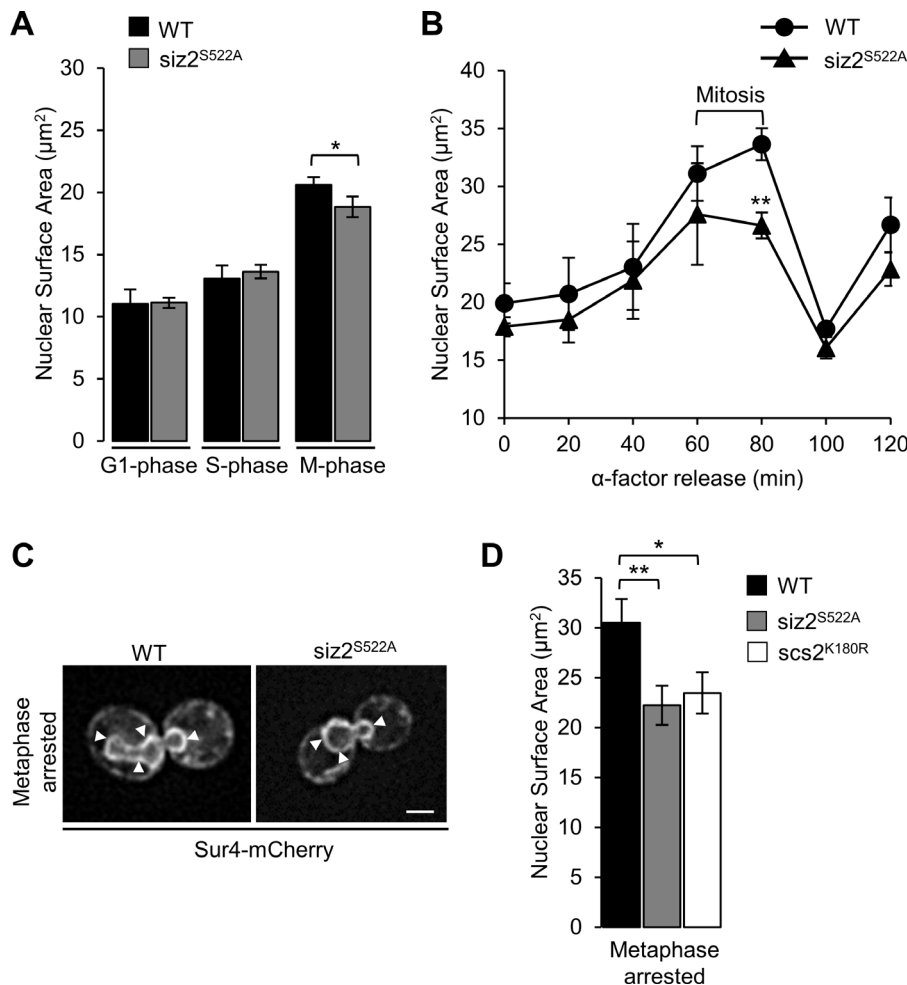 A
WT
siz2S522A
Nuclear Surface Area (µm2)
30
25
20
15
10
5
0
*
G1-phase
S-phase
M-phase
B
WT
siz2S522A
Nuclear Surface Area (µm2)
40
35
30
25
20
15
10
Mitosis
**
0
20
40
60
80
100
120
α-factor release (min)
C
WT
siz2S522A
Metaphase
arrested
Sur4-mCherry
D
Nuclear Surface Area (µm2)
35
30
25
20
15
10
5
0
*
**
WT
siz2S522A
scs2K180R
Metaphase
arrested